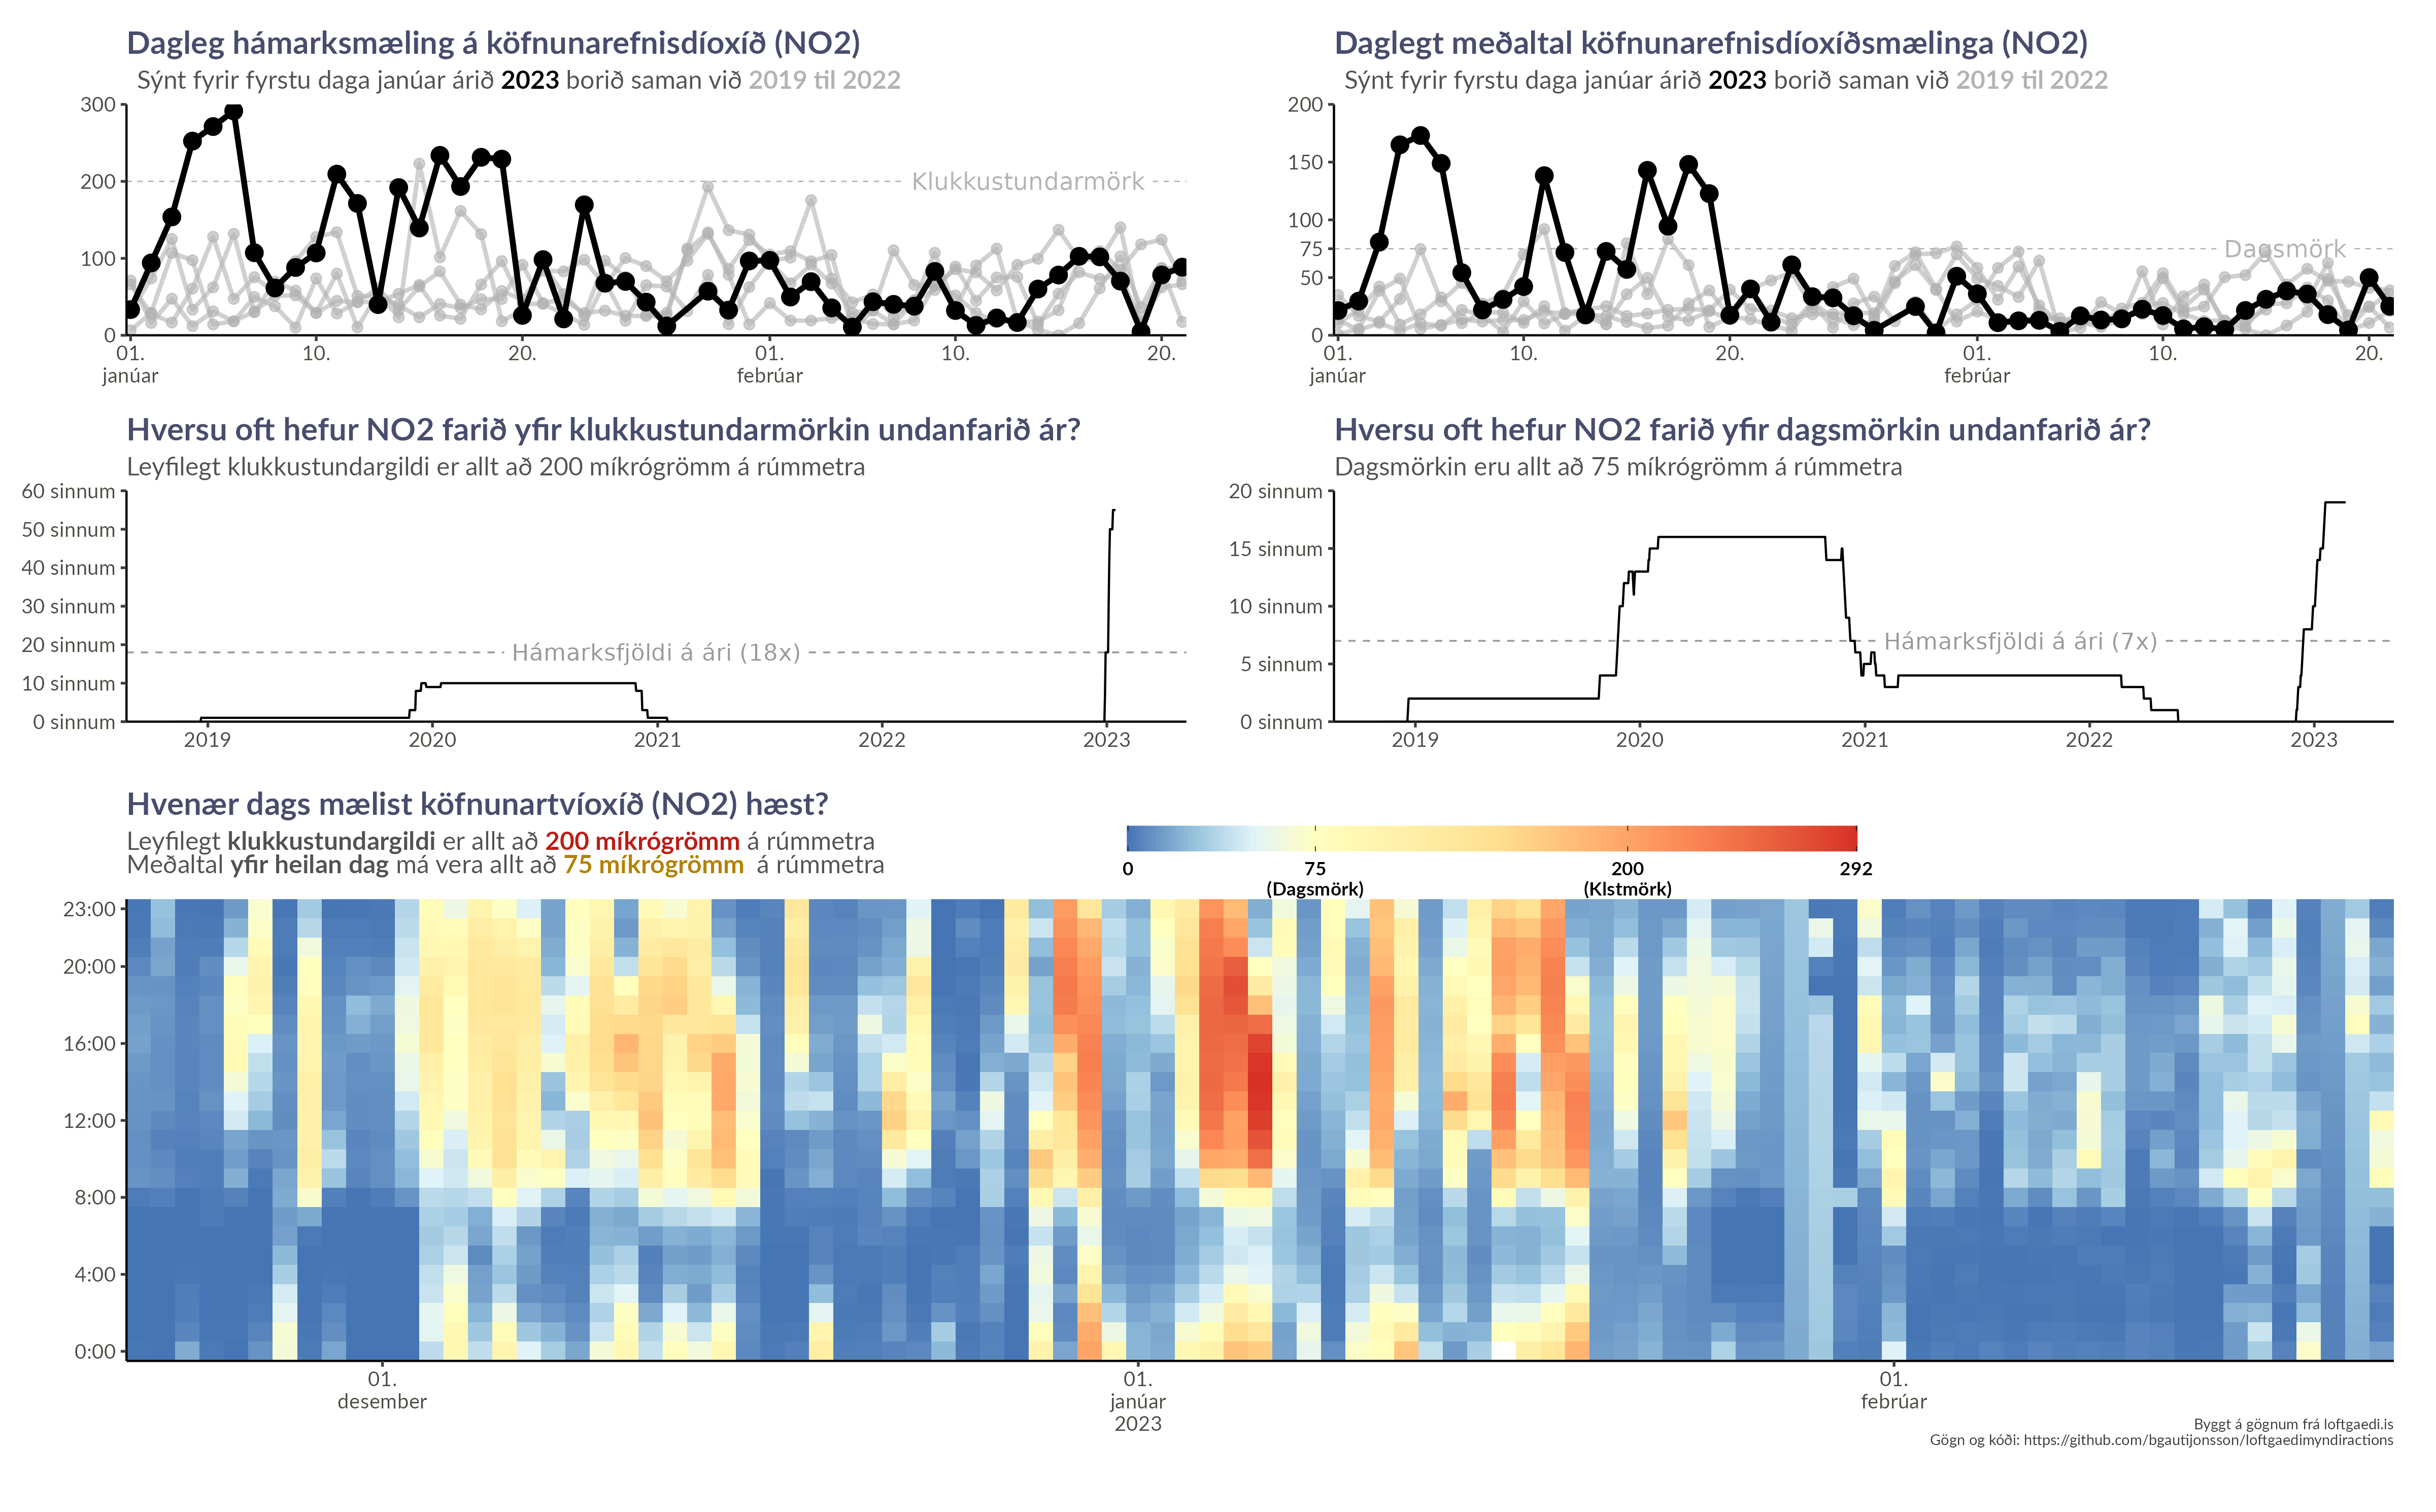 Dagleg hámarksmæling á köfnunarefnisdíoxíð (NO2)
Sýnt fyrir fyrstu daga janúar árið 2023 borið saman við 2019 til 2022
300
200
100
0
Klukkustundarmörk
01.
janúar
10.
20.
01.
febrúar
10.
20.
Daglegt meðaltal köfnunarefnisdíoxíðsmælinga (NO2)
Sýnt fyrir fyrstu daga janúar árið 2023 borið saman við 2019 til 2022
200
150
100
75
50
0
Dagsmörk
01.
janúar
10.
20.
01.
febrúar
10.
20.
Hversu oft hefur NO2 farið yfir klukkustundarmörkin undanfarið ár?
Leyfilegt klukkustundargildi er allt að 200 míkrógrömm á rúmmetra
60 sinnum
50 sinnum
40 sinnum
30 sinnum
20 sinnum
10 sinnum
0 sinnum
Hámarksfjöldi á ári (18x)
2019
2020
2021
2022
2023
Hversu oft hefur NO2 farið yfir dagsmörkin undanfarið ár?
Dagsmörkin eru allt að 75 míkrógrömm á rúmmetra
20 sinnum
15 sinnum
10 sinnum
5 sinnum
0 sinnum
Hámarksfjöldi á ári (7x)
2019
2020
2021
2022
2023
Hvenær dags mælist köfnunartvíoxíð (NO2) hæst?
Leyfilegt klukkustundargildi er allt að 200 míkrógrömm á rúmmetra
Meðaltal yfir heilan dag má vera allt að 75 míkrógrömm á rúmmetra
0
75
(Dagsmörk)
200
(Klstmörk)
292
23:00
20:00
16:00
12:00
8:00
4:00
0:00
01.
desember
01.
janúar
2023
01.
febrúar
Byggt á gögnum frá loftgaedi.is
Gögn og kóði: https://github.com/bgautijonsson/loftgaedimyndiractions